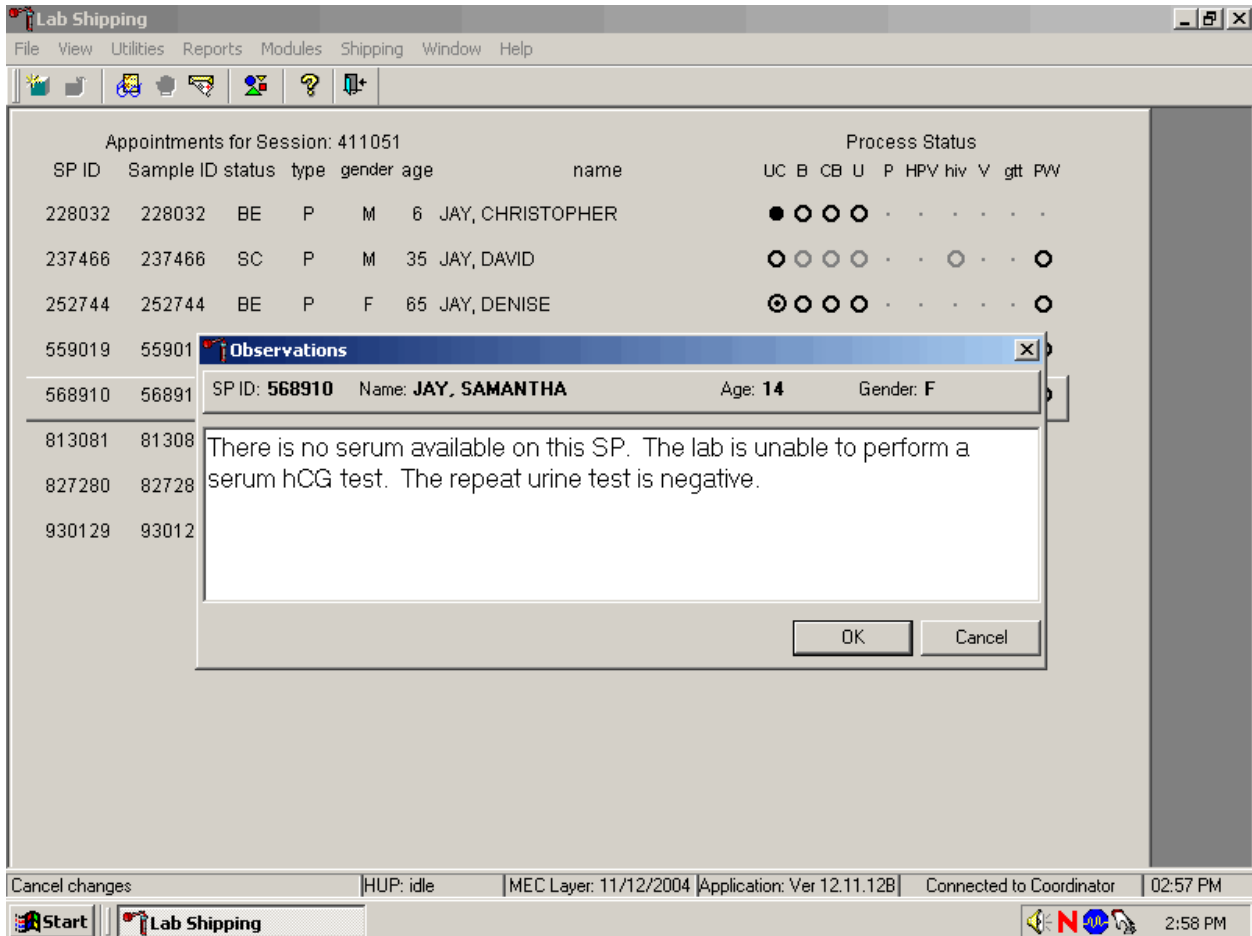 Lab Shipping
File View Utilities Reports Modules Shipping Window Help
Appointments for Session: 411051 Process Status
SP ID Sample ID status type gender age name UC B CB U P HPV hiv V gtt PW
228032 228032 BE P M 6 JAY, CHRISTOPHER
237466 237466 SC P M 35 JAY, DAVID
252744 252744 BE P F 65 JAY, DENISE
559019 55901
Observations
568910 56891
SP ID: 568910 Name: JAY, SAMANTHA Age: 14 Gender: F
813081 81308
There is no serum available on this SP. The lab is unable to perform a
serum hCG test. The repeat urine test is negative.
827280 82728
930129 93012
OK Cancel
Cancel changes HUP: idle MEC Layer: 11/12/2004 Application: Ver 12.11.12B Connected to Coordinator 02:57 PM
Start Lab Shipping N 2:58 PM